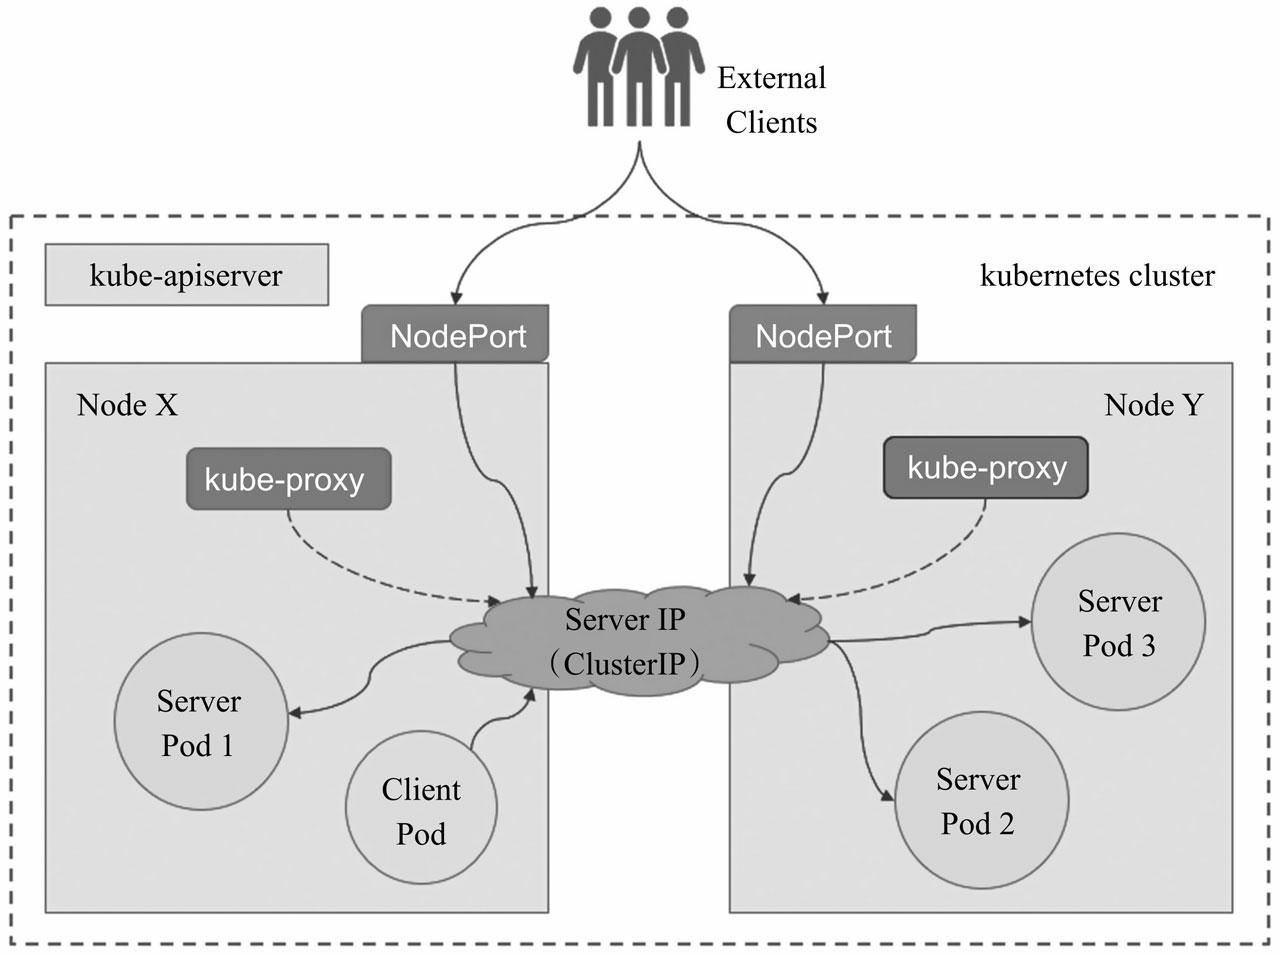 External
Clients
kube-apiserver
kubernetes cluster
NodePort
NodePort
Node X
Node Y
kube-proxy
kube-proxy
Server IP
（ClusterIP）
Server
Pod 3
Server
Pod 1
Client
Pod
Server
Pod 2